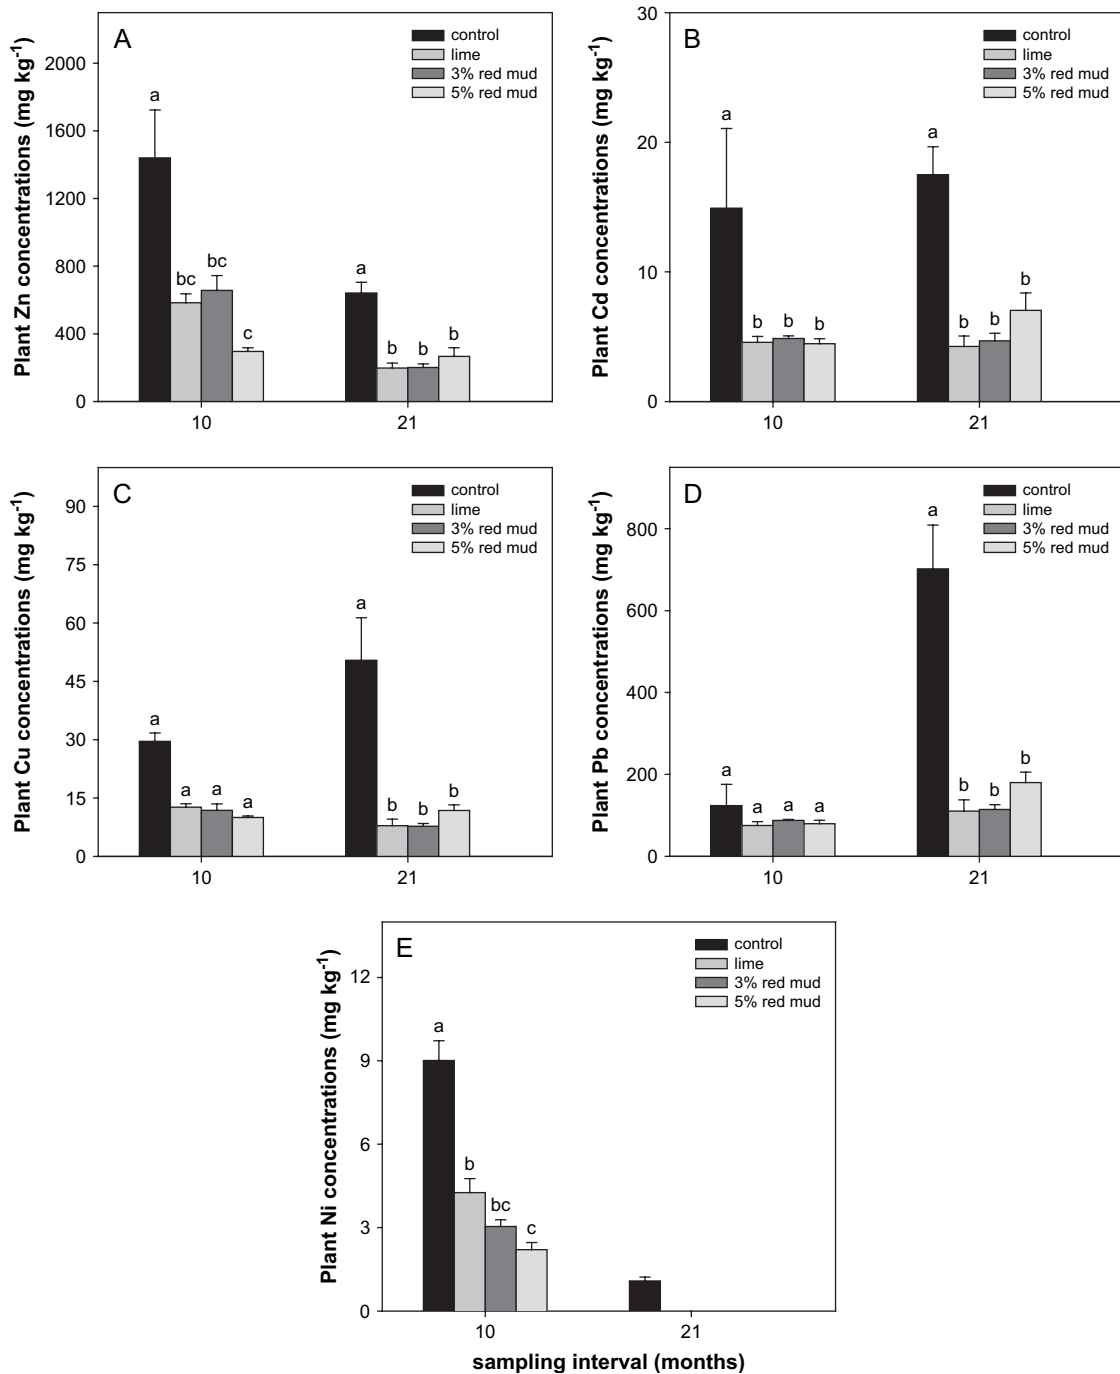 A
control
lime
3% red mud
5% red mud
Plant Zn concentrations (mg kg-1)
2000
1600
1200
800
400
0
a
bc
bc
c
a
b
b
b
10
21
B
control
lime
3% red mud
5% red mud
Plant Cd concentrations (mg kg-1)
30
20
10
0
a
b
b
b
a
b
b
b
10
21
C
control
lime
3% red mud
5% red mud
Plant Cu concentrations (mg kg-1)
90
75
60
45
30
15
0
a
a
a
a
a
b
b
b
10
21
D
control
lime
3% red mud
5% red mud
Plant Pb concentrations (mg kg-1)
800
600
400
200
0
a
a
a
a
a
b
b
b
10
21
E
control
lime
3% red mud
5% red mud
Plant Ni concentrations (mg kg-1)
12
9
6
3
0
a
b
bc
c
10
21
sampling interval (months)